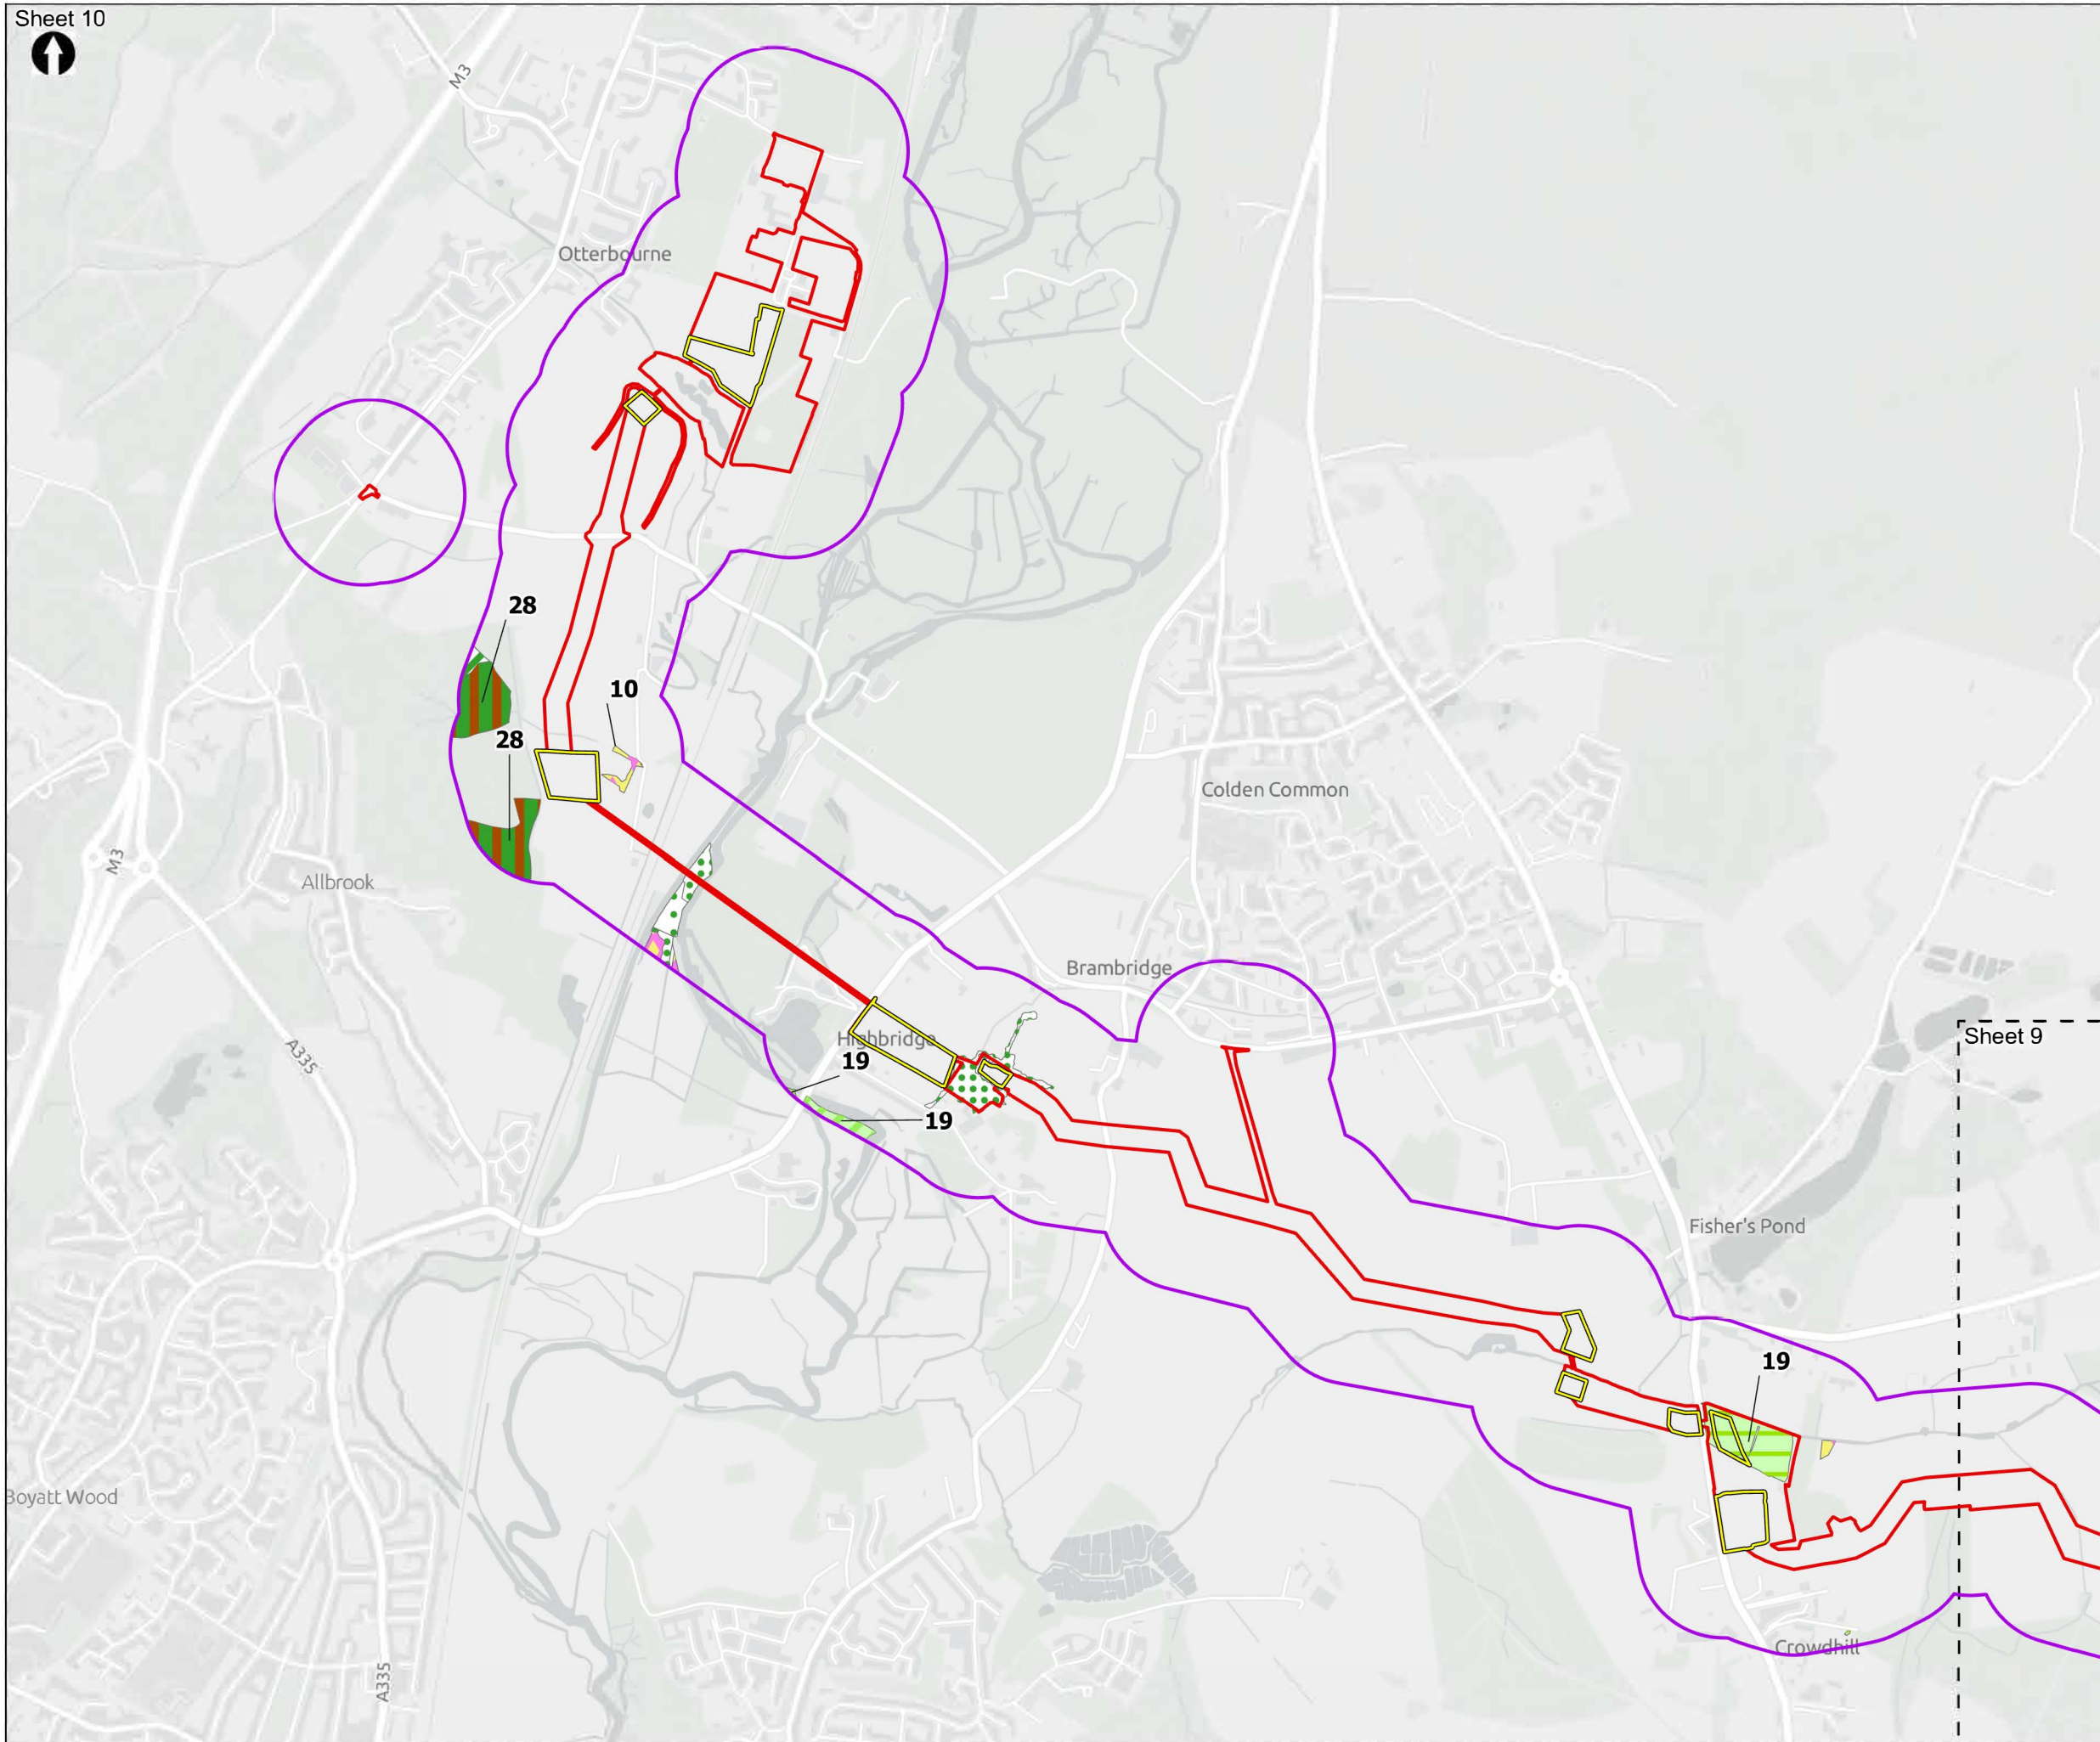 Sheet 10
M3
Otterbourne
28
10
28
Colden Common
M3
Allbrook
Brambridge
Sheet 9
Highbridge
A335
19
19
Fisher's Pond
19
Boyatt Wood
Crowdhill
A335